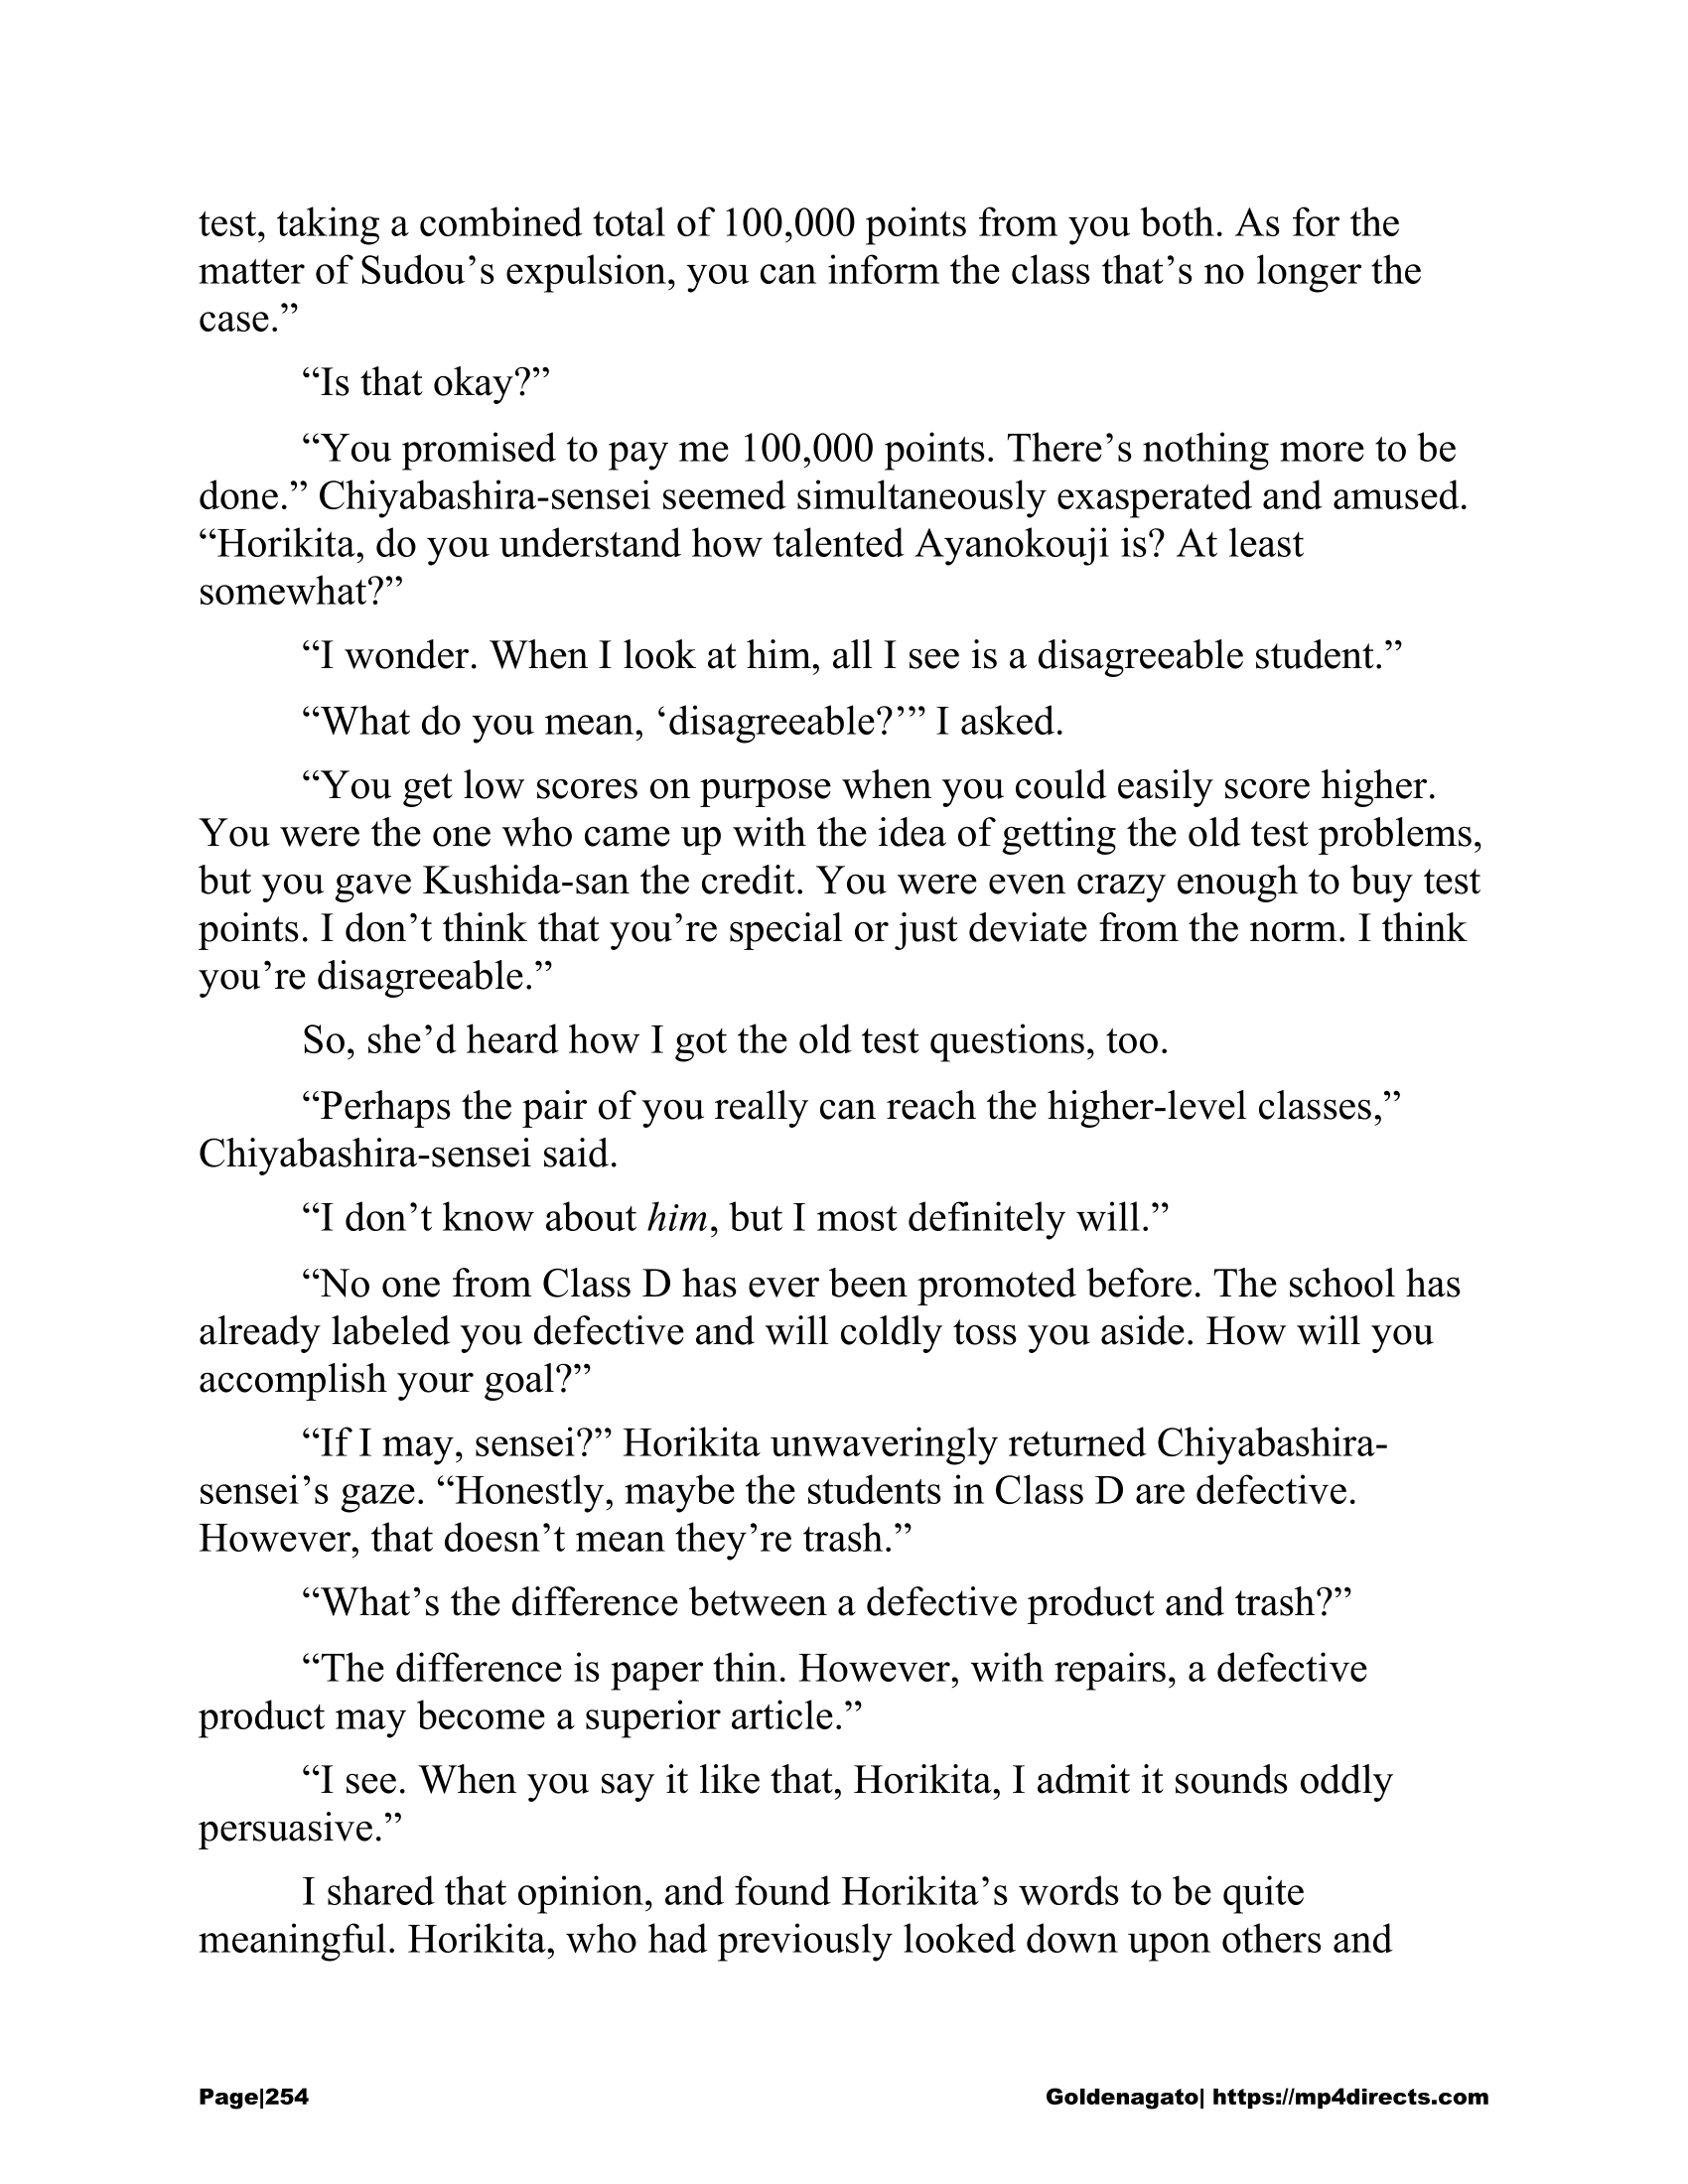 test, taking a combined total of 100,000 points from you both. As for the
matter of Sudou’s expulsion, you can inform the class that’s no longer the
case.”
“Is that okay?”
“You promised to pay me 100,000 points. There’s nothing more to be
done.” Chiyabashira-sensei seemed simultaneously exasperated and amused.
“Horikita, do you understand how talented Ayanokouji is? At least
somewhat?”
“I wonder. When I look at him, all I see is a disagreeable student.”
“What do you mean, ‘disagreeable?’” I asked.
“You get low scores on purpose when you could easily score higher.
You were the one who came up with the idea of getting the old test problems,
but you gave Kushida-san the credit. You were even crazy enough to buy test
points. I don’t think that you’re special or just deviate from the norm. I think
you’re disagreeable.”
So, she’d heard how I got the old test questions, too.
“Perhaps the pair of you really can reach the higher-level classes,”
Chiyabashira-sensei said.
“I don’t know about him, but I most definitely will.”
“No one from Class D has ever been promoted before. The school has
already labeled you defective and will coldly toss you aside. How will you
accomplish your goal?”
“If I may, sensei?” Horikita unwaveringly returned Chiyabashira-
sensei’s gaze. “Honestly, maybe the students in Class D are defective.
However, that doesn’t mean they’re trash.”
“What’s the difference between a defective product and trash?”
“The difference is paper thin. However, with repairs, a defective
product may become a superior article.”
“I see. When you say it like that, Horikita, I admit it sounds oddly
persuasive.”
I shared that opinion, and found Horikita’s words to be quite
meaningful. Horikita, who had previously looked down upon others and
Page|254 Goldenagato| https://mp4directs.com